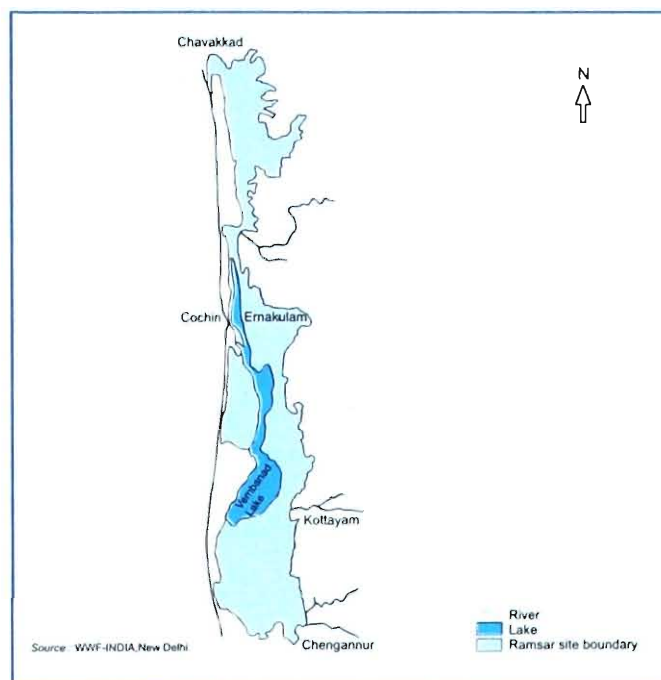 Chavakkad
N
Cochin
Ernakulam
Vembanad
Lake
Kottayam
River
Lake
Ramsar site boundary
Source : WWF-INDIA, New Delhi
Chengannur